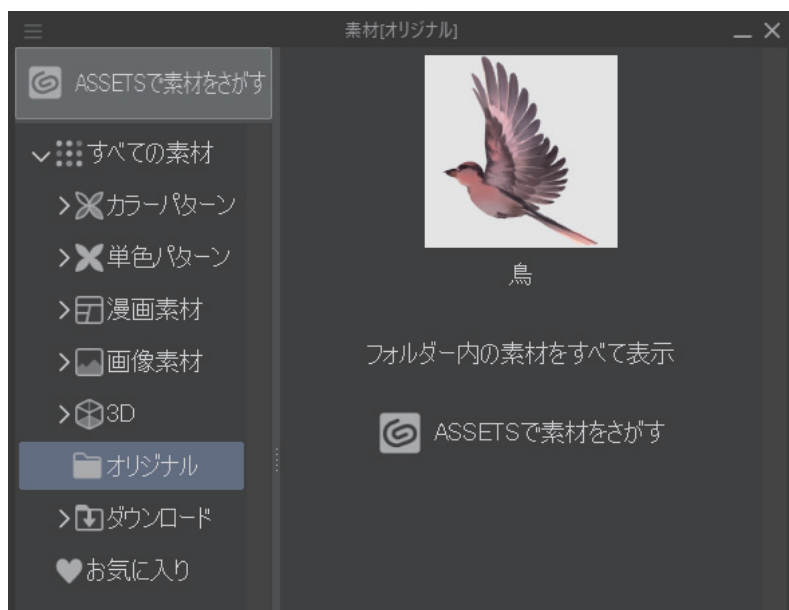 素材[オリジナル]
ASSETSで素材をさがす
すべての素材
カラーパターン
単色パターン
漫画素材
画像素材
3D
オリジナル
ダウンロード
お気に入り
鳥
フォルダー内の素材をすべて表示
ASSETSで素材をさがす